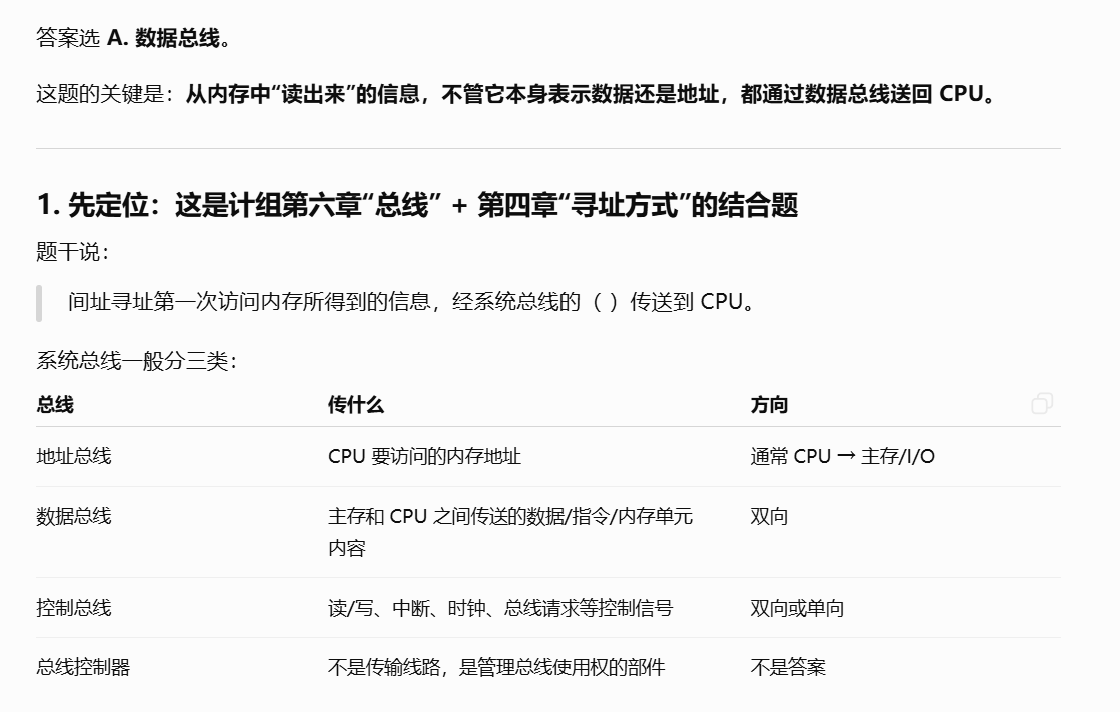 答案选 A. 数据总线。
这题的关键是：从内存中“读出来”的信息，不管它本身表示数据还是地址，都通过数据总线送回 CPU。
1. 先定位：这是计组第六章“总线” + 第四章“寻址方式”的结合题
题干说：
间址寻址第一次访问内存所得到的信息，经系统总线的（ ）传送到 CPU。
系统总线一般分三类：
总线 传什么 方向
地址总线 CPU 要访问的内存地址 通常 CPU → 主存/I/O
数据总线 主存和 CPU 之间传送的数据/指令/内存单元 双向
内容
控制总线 读/写、中断、时钟、总线请求等控制信号 双向或单向
总线控制器 不是传输线路，是管理总线使用权的部件 不是答案